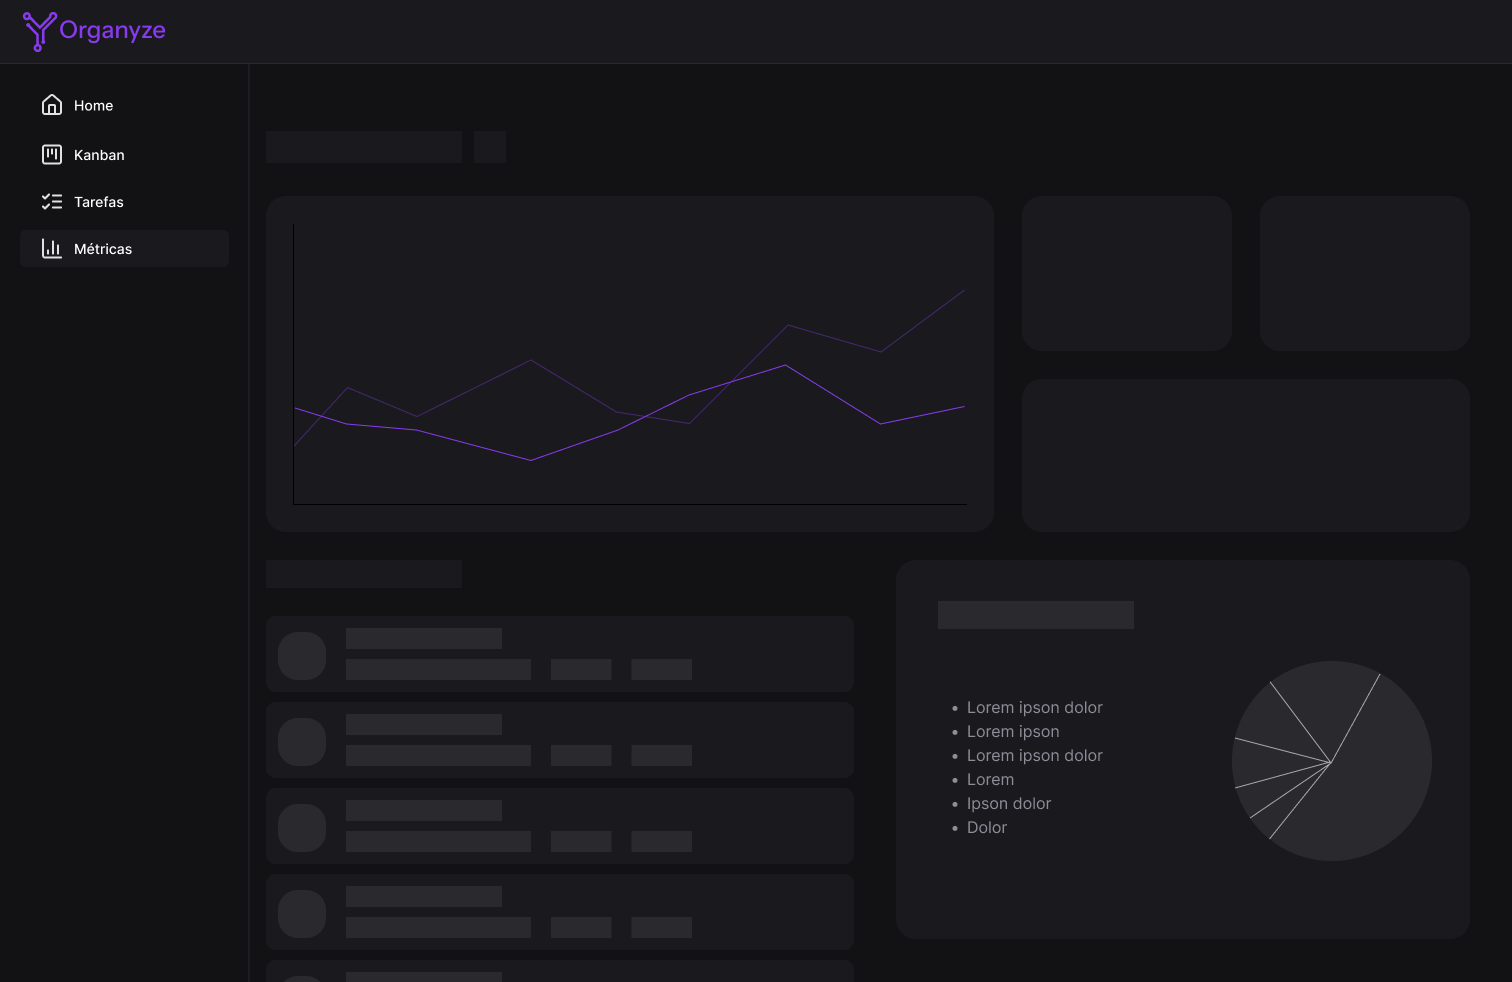 Organyze
Home
Kanban
Tarefas
Métricas
Lorem ipson dolor
Lorem ipson
Lorem ipson dolor
Lorem
Ipson dolor
Dolor